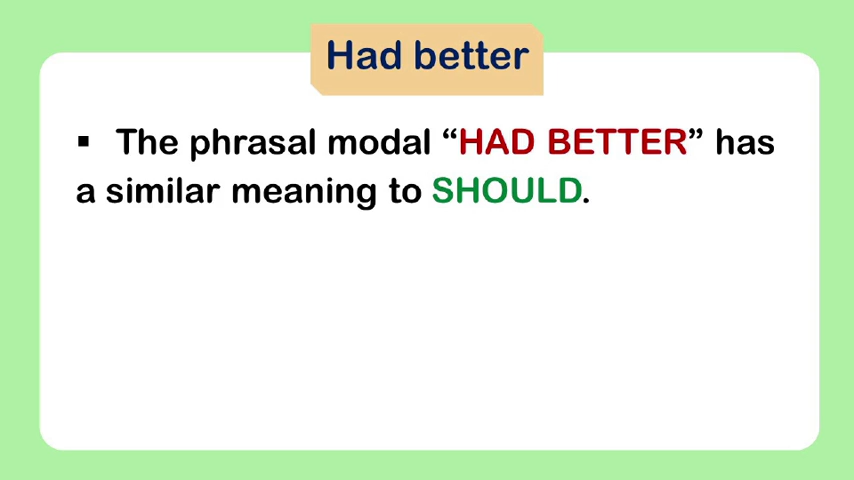 Had better
▪ The phrasal modal “HAD BETTER” has
a similar meaning to SHOULD.